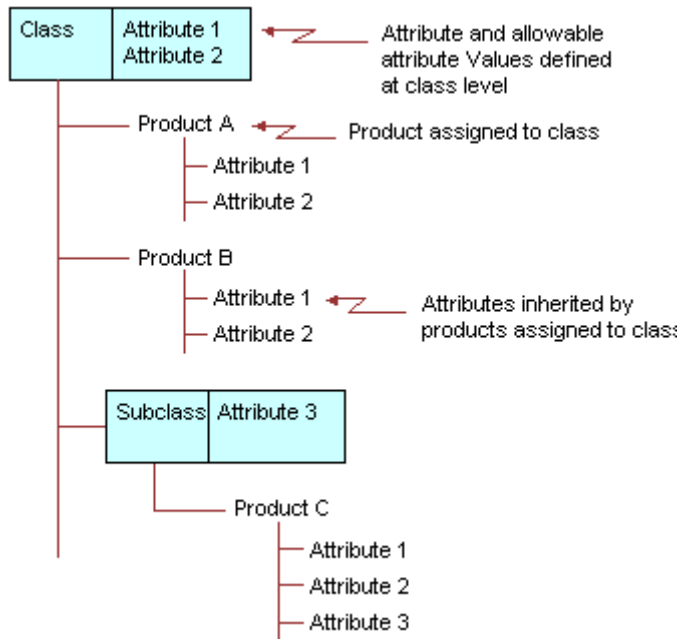 Class
Attribute 1
Attribute 2
Attribute and allowable
attribute Values defined
at class level
Product A
Product assigned to class
Attribute 1
Attribute 2
Product B
Attribute 1
Attribute 2
Attributes inherited by
products assigned to class
Subclass
Attribute 3
Product C
Attribute 1
Attribute 2
Attribute 3